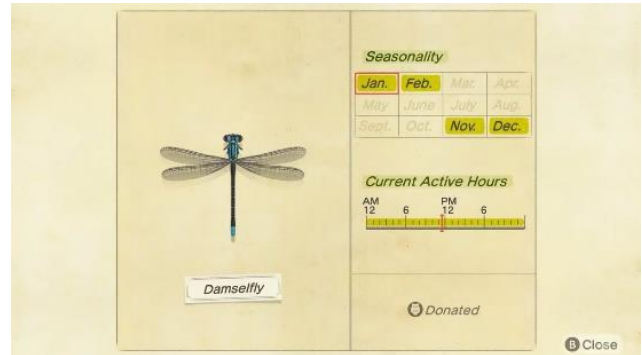 Seasonality
Jan. Feb. Mar. Apr.
May June July Aug.
Sept. Oct. Nov. Dec.
Current Active Hours
AM PM
12 6 12 6
Damselfly
Donated
B Close